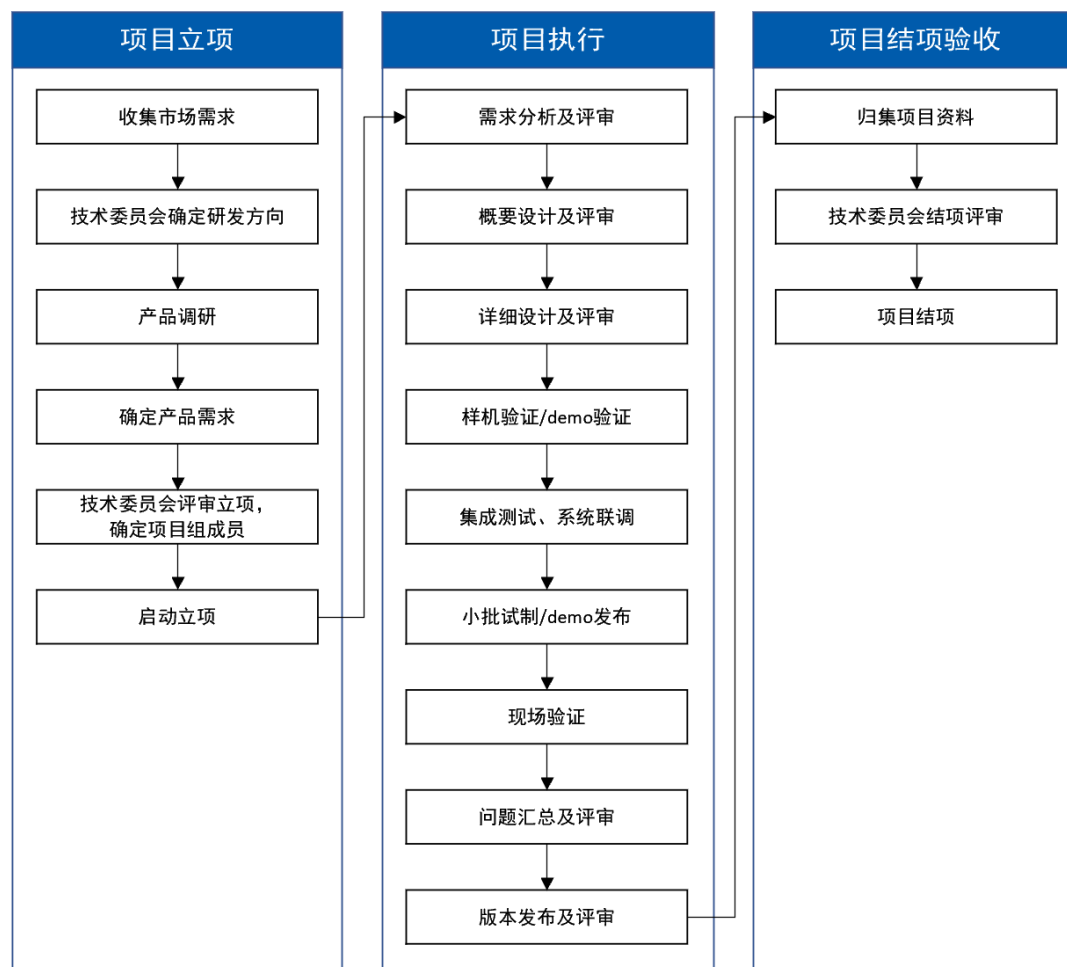 项目立项
收集市场需求
技术委员会确定研发方向
产品调研
确定产品需求
技术委员会评审立项,
确定项目组成员
启动立项
项目执行
需求分析及评审
概要设计及评审
详细设计及评审
样机验证/demo验证
集成测试、系统联调
小批试制/demo发布
现场验证
问题汇总及评审
版本发布及评审
项目结项验收
归集项目资料
技术委员会结项评审
项目结项